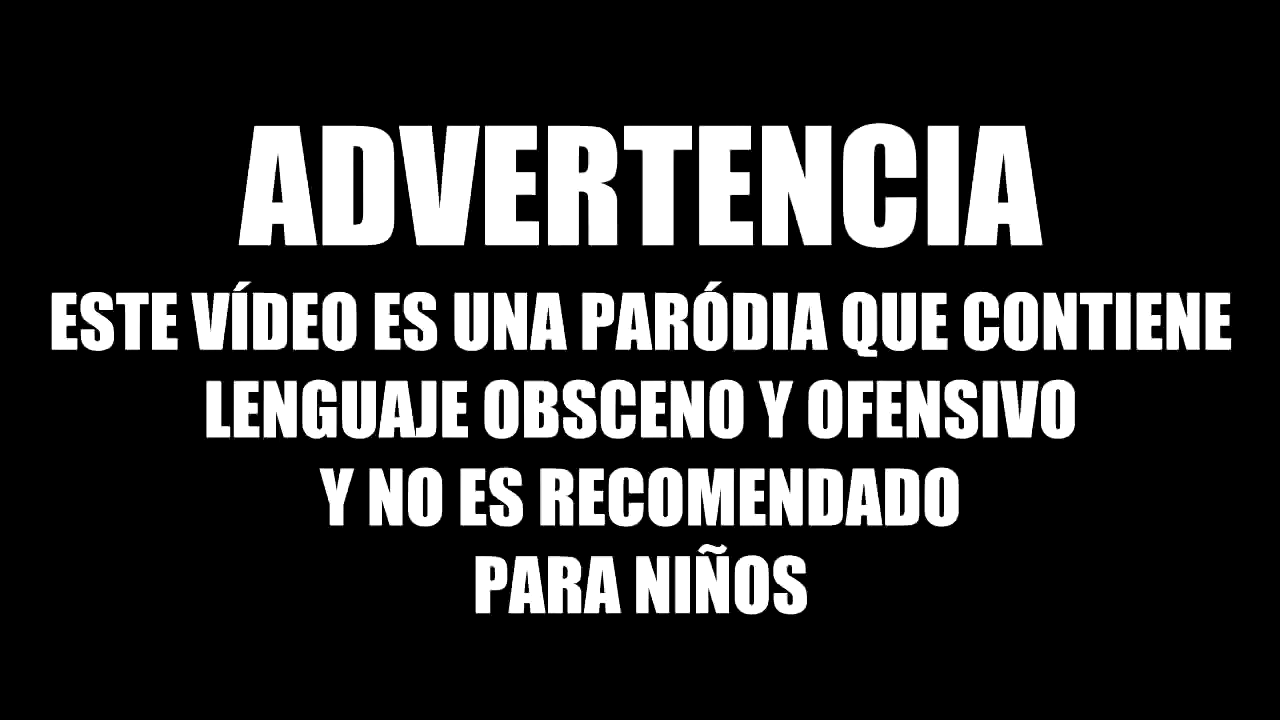 ADVERTENCIA
ESTE VÍDEO ES UNA PARÓDIA QUE CONTIENE
LENGUAJE OBSCENO Y OFENSIVO
Y NO ES RECOMENDADO
PARA NIÑOS